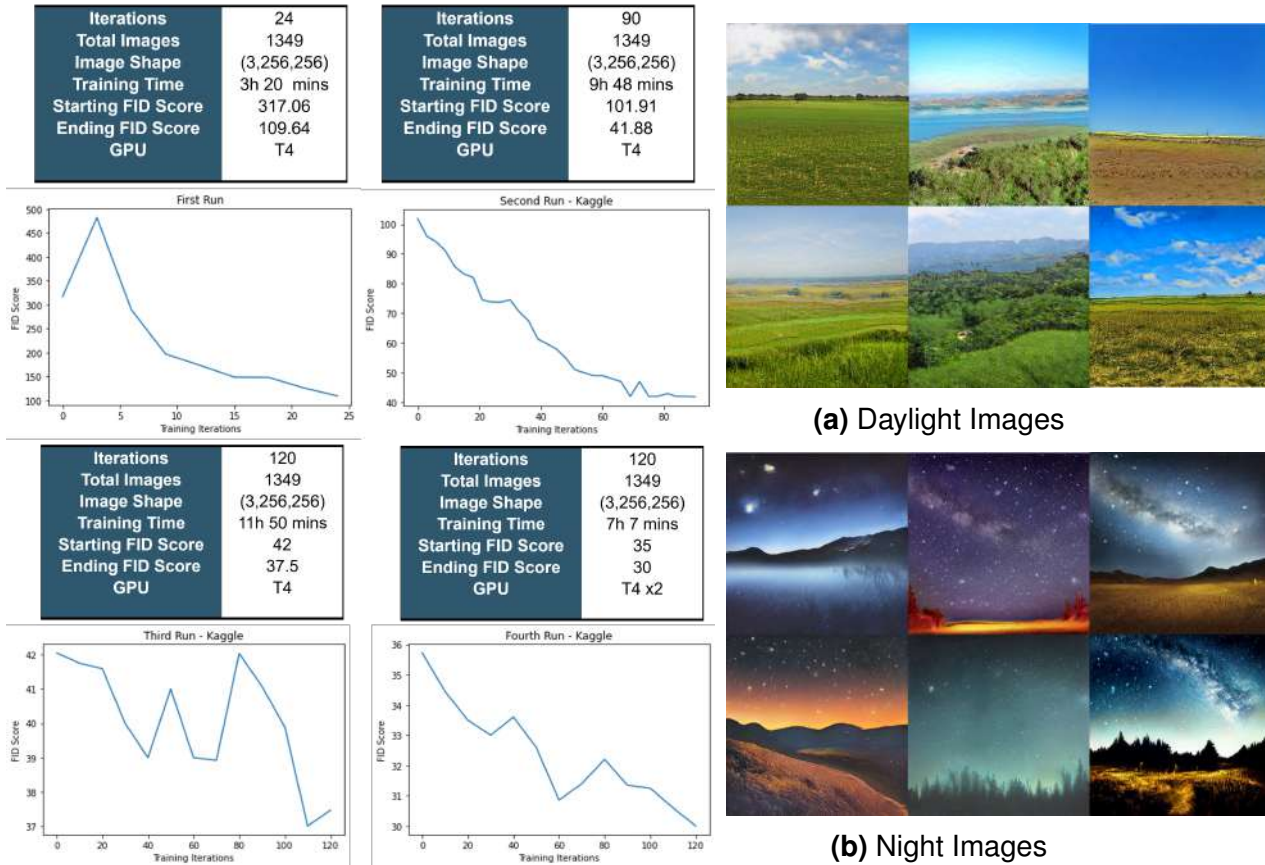 Iterations 24
Total Images 1349
Image Shape (3,256,256)
Training Time 3h 20 mins
Starting FID Score 317.06
Ending FID Score 109.64
GPU T4
Iterations 90
Total Images 1349
Image Shape (3,256,256)
Training Time 9h 48 mins
Starting FID Score 101.91
Ending FID Score 41.88
GPU T4
First Run
FID Score
500
450
400
350
300
250
200
150
100
0 5 10 15 20 25
Training Iterations
Second Run - Kaggle
FID Score
100
90
80
70
60
50
40
0 20 40 60 80
Training Iterations
(a) Daylight Images
Iterations 120
Total Images 1349
Image Shape (3,256,256)
Training Time 11h 50 mins
Starting FID Score 42
Ending FID Score 37.5
GPU T4
Iterations 120
Total Images 1349
Image Shape (3,256,256)
Training Time 7h 7 mins
Starting FID Score 35
Ending FID Score 30
GPU T4 x2
Third Run - Kaggle
FID Score
42
41
40
39
38
37
0 20 40 60 80 100 120
Training Iterations
Fourth Run - Kaggle
FID Score
36
35
34
33
32
31
30
0 20 40 60 80 100 120
Training Iterations
(b) Night Images